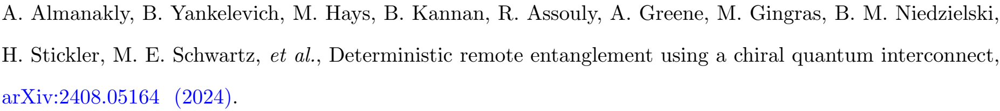 A. Almanakly, B. Yankelevich, M. Hays, B. Kannan, R. Assouly, A. Greene, M. Gingras, B. M. Niedzielski,
H. Stickler, M. E. Schwartz, et al., Deterministic remote entanglement using a chiral quantum interconnect,
arXiv:2408.05164 (2024).